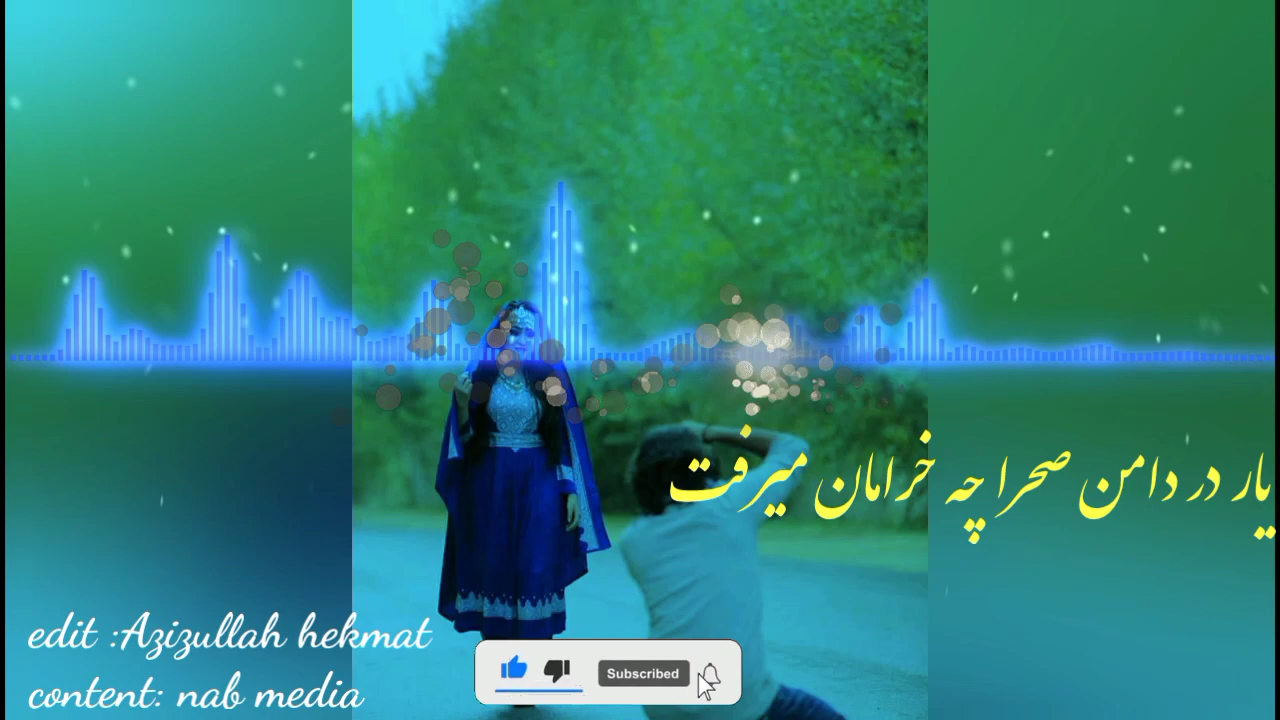 یار در دامن صحرا چه خرامان میرفت
edit :Azizullah hekmat
content: nab media
Subscribed